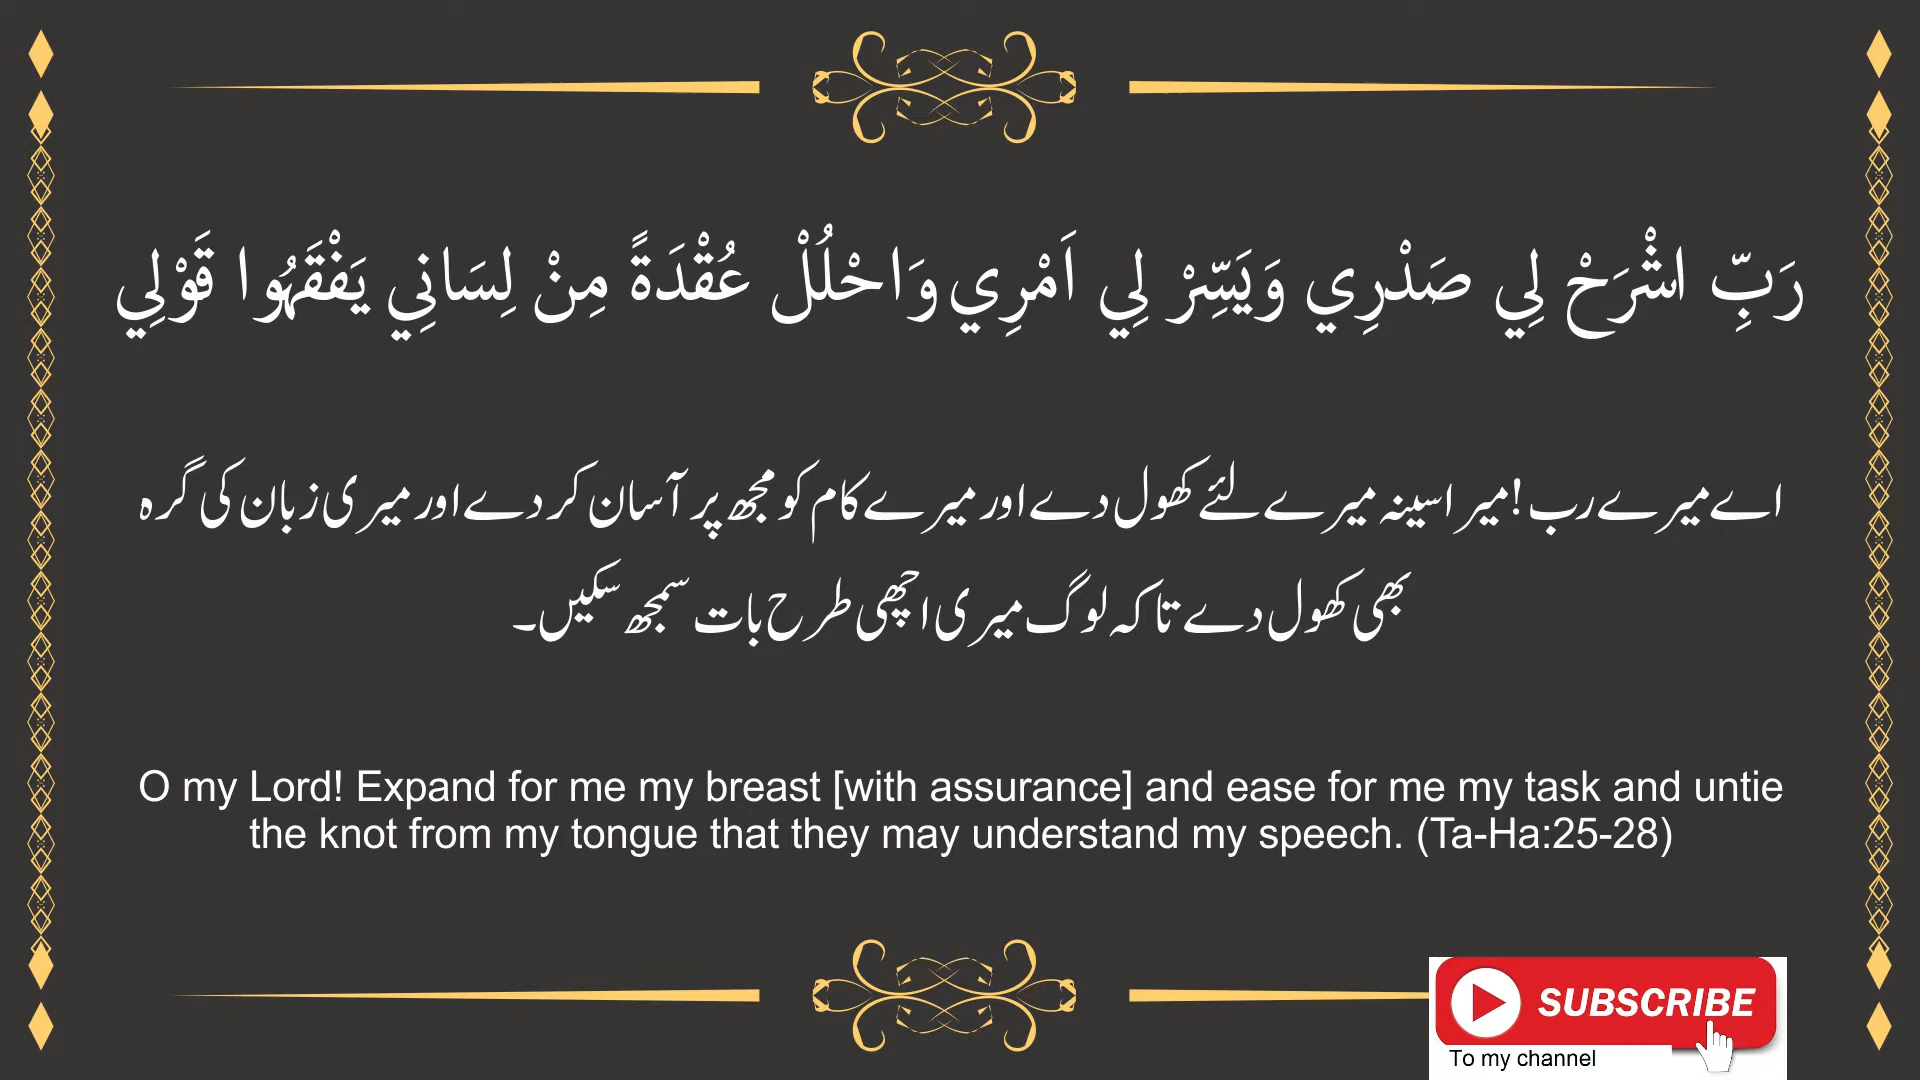 رَبِّ اشْرَحْ لِي صَدْرِي وَيَسِّرْ لِي اَمْرِي وَاحْلُلْ عُقْدَةً مِنْ لِسَانِي يَفْقَهُوا قَوْلِي
اے میرے رب !میرا سینہ میرے لئے کھول دے اور میرے کام کو مجھ پر آسان کر دے اور میری زبان کی گرہ
بھی کھول دے تاکہ لوگ میری اچھی طرح بات سمجھ سکیں۔
O my Lord! Expand for me my breast [with assurance] and ease for me my task and untie
the knot from my tongue that they may understand my speech. (Ta-Ha:25-28)
SUBSCRIBE
To my channel